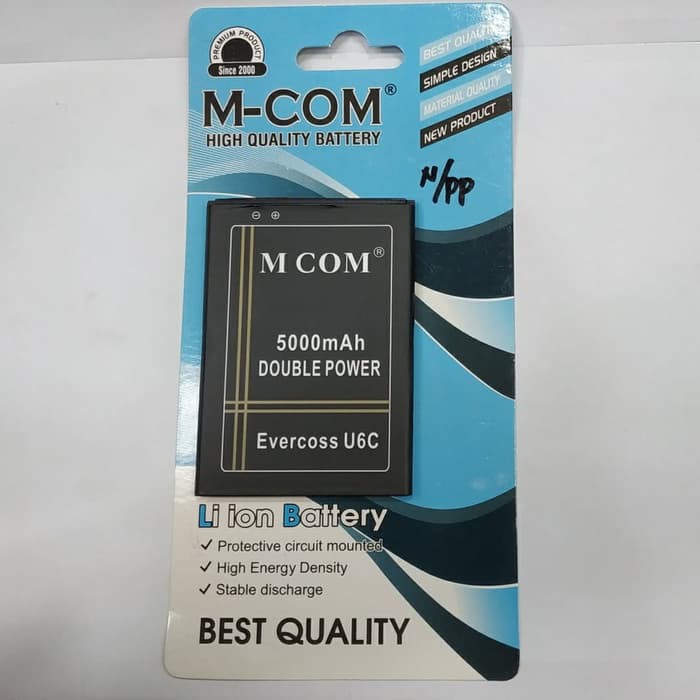 PREMIUM PRODUCT
Since 2000
M-COM®
HIGH QUALITY BATTERY
BEST QUALITY
SIMPLE DESIGN
MATERIAL QUALITY
NEW PRODUCT
N/PP
⊖ ⊕
M COM®
5000mAh
DOUBLE POWER
Evercoss U6C
Li ion Battery
✓ Protective circuit mounted
✓ High Energy Density
✓ Stable discharge
BEST QUALITY